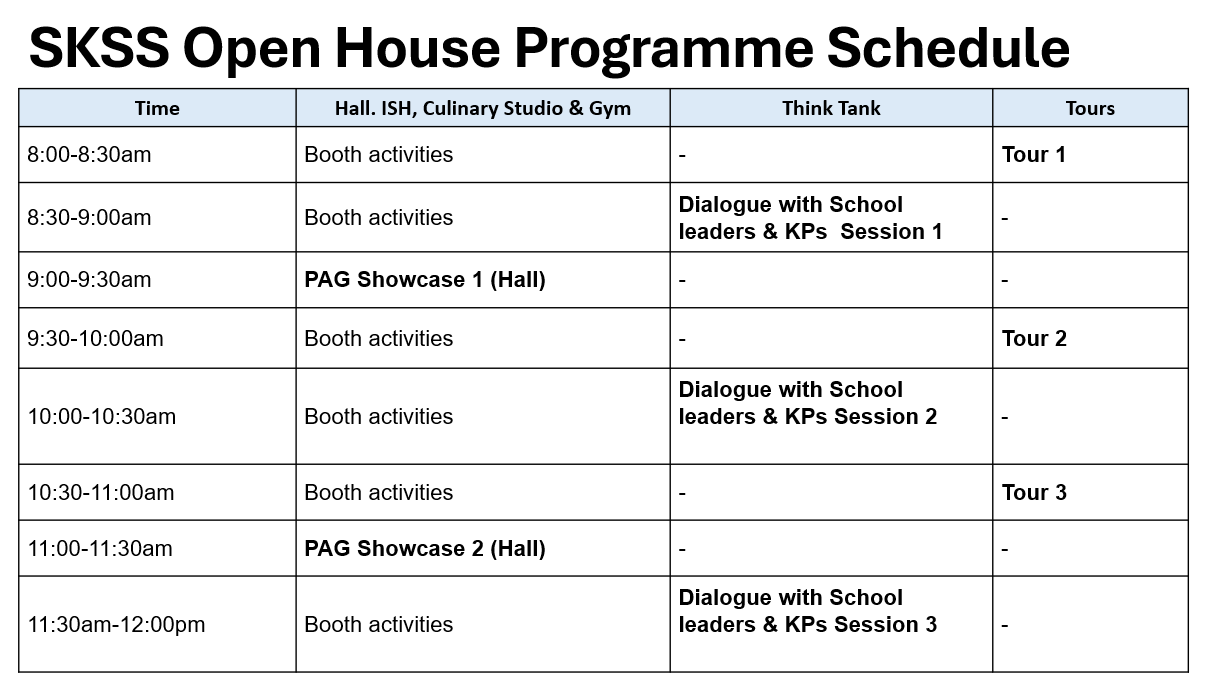 SKSS Open House Programme Schedule
Time Hall. ISH, Culinary Studio & Gym Think Tank Tours
8:00-8:30am Booth activities - Tour 1
8:30-9:00am Booth activities Dialogue with School leaders & KPs  Session 1 -
9:00-9:30am PAG Showcase 1 (Hall) - -
9:30-10:00am Booth activities - Tour 2
10:00-10:30am Booth activities Dialogue with School leaders & KPs Session 2 -
10:30-11:00am Booth activities - Tour 3
11:00-11:30am PAG Showcase 2 (Hall) - -
11:30am-12:00pm Booth activities Dialogue with School leaders & KPs Session 3 -